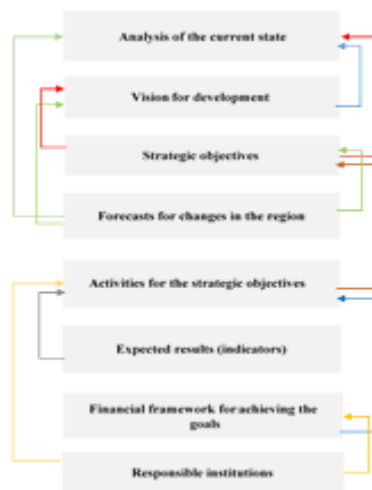 Analysis of the current state
Vision for development
Strategic objectives
Forecasts for changes in the region
Activities for the strategic objectives
Expected results (indicators)
Financial framework for achieving the
goals
Responsible institutions